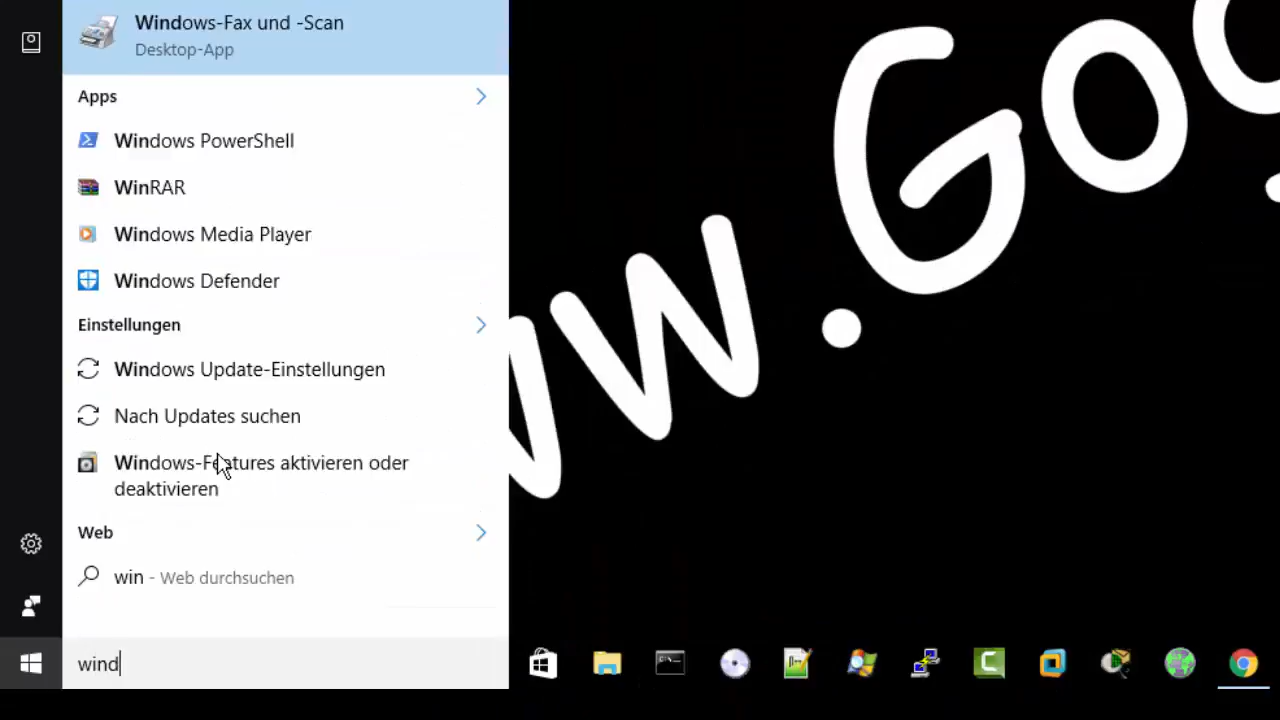 Windows-Fax und -Scan
Desktop-App
Apps
Windows PowerShell
WinRAR
Windows Media Player
Windows Defender
Einstellungen
Windows Update-Einstellungen
Nach Updates suchen
Windows-Features aktivieren oder
deaktivieren
Web
win - Web durchsuchen
wind
w.Gog